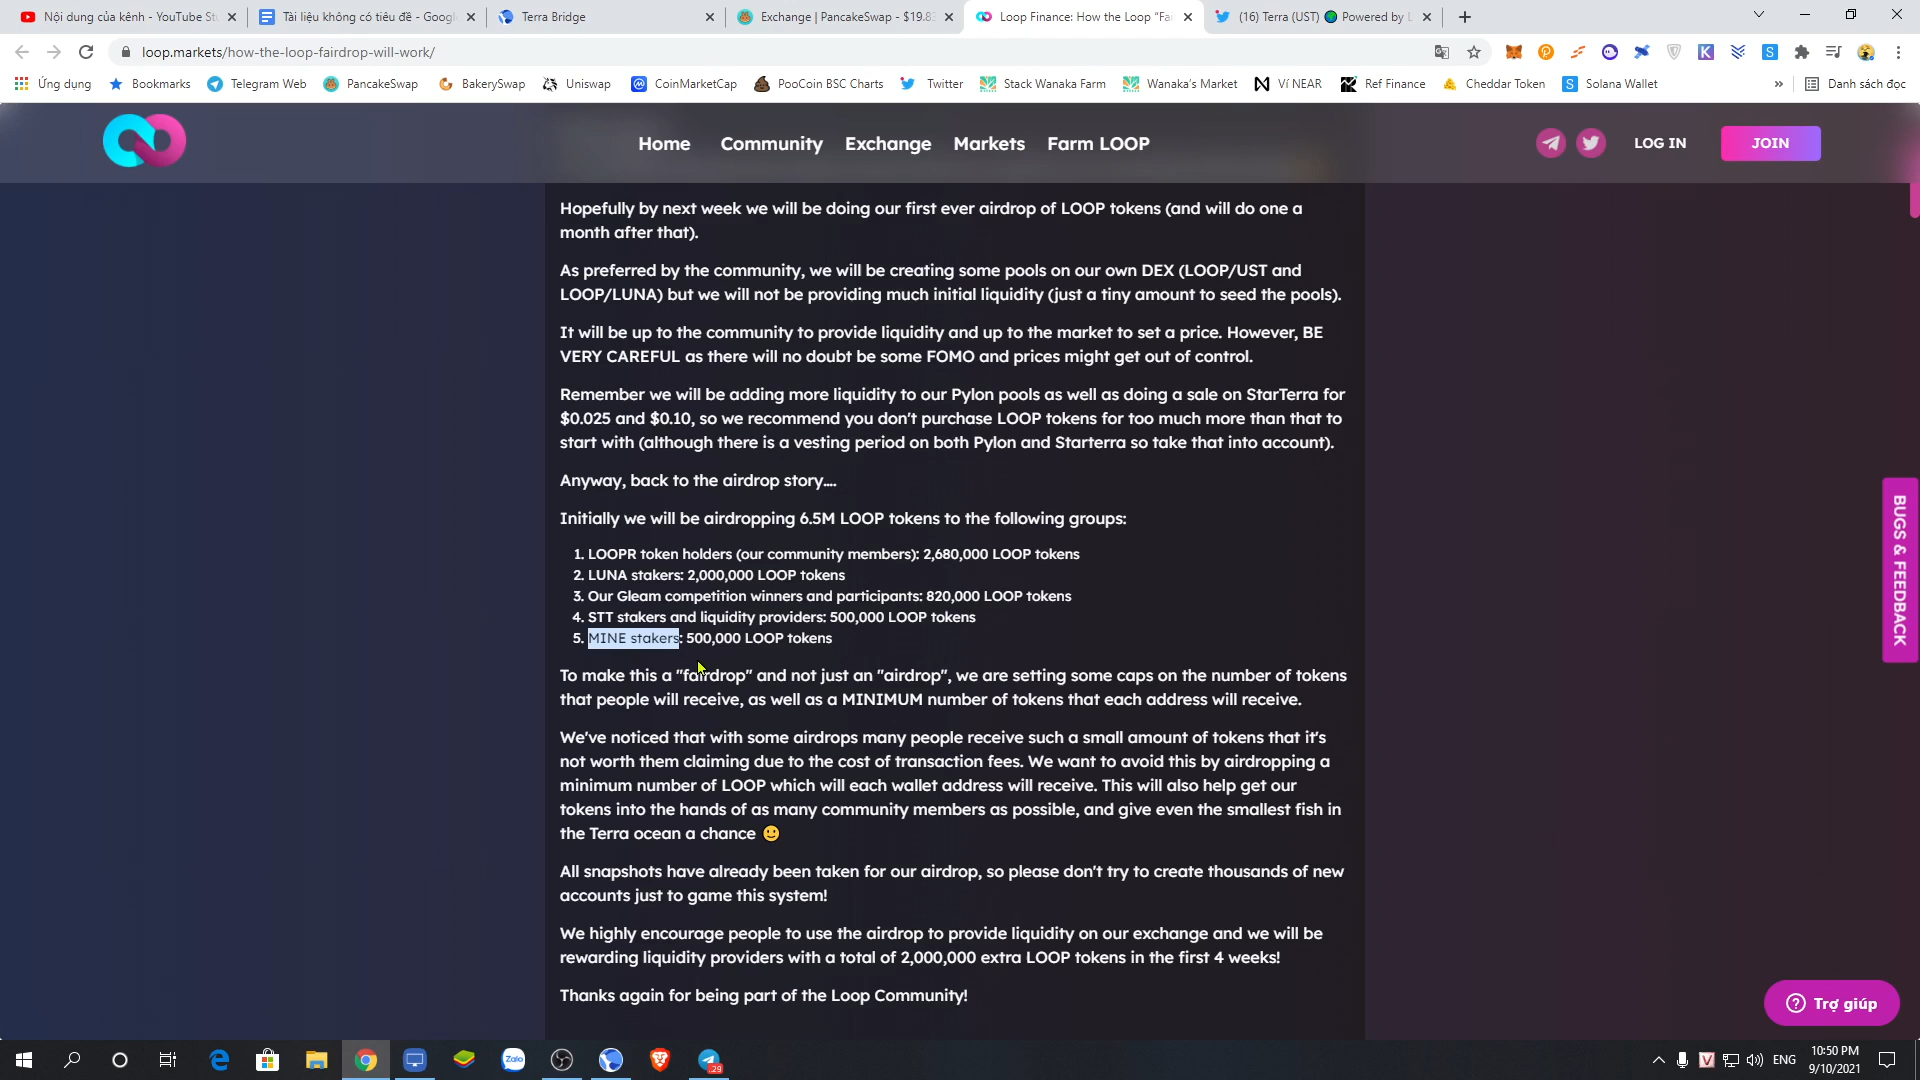 Nội dung của kênh - YouTube St
Tài liệu không có tiêu đề - Googl
Terra Bridge
Exchange | PancakeSwap - $19.83
Loop Finance: How the Loop "Fai
(16) Terra (UST) 🌍 Powered by L
loop.markets/how-the-loop-fairdrop-will-work/
Ứng dụng
Bookmarks
Telegram Web
PancakeSwap
BakerySwap
Uniswap
CoinMarketCap
PooCoin BSC Charts
Twitter
Stack Wanaka Farm
Wanaka's Market
Ví NEAR
Ref Finance
Cheddar Token
Solana Wallet
»
Danh sách đọc
Home
Community
Exchange
Markets
Farm LOOP
LOG IN
JOIN
Hopefully by next week we will be doing our first ever airdrop of LOOP tokens (and will do one a
month after that).
As preferred by the community, we will be creating some pools on our own DEX (LOOP/UST and
LOOP/LUNA) but we will not be providing much initial liquidity (just a tiny amount to seed the pools).
It will be up to the community to provide liquidity and up to the market to set a price. However, BE
VERY CAREFUL as there will no doubt be some FOMO and prices might get out of control.
Remember we will be adding more liquidity to our Pylon pools as well as doing a sale on StarTerra for
$0.025 and $0.10, so we recommend you don't purchase LOOP tokens for too much more than that to
start with (although there is a vesting period on both Pylon and Starterra so take that into account).
Anyway, back to the airdrop story....
Initially we will be airdropping 6.5M LOOP tokens to the following groups:
1. LOOPR token holders (our community members): 2,680,000 LOOP tokens
2. LUNA stakers: 2,000,000 LOOP tokens
3. Our Gleam competition winners and participants: 820,000 LOOP tokens
4. STT stakers and liquidity providers: 500,000 LOOP tokens
5. MINE stakers: 500,000 LOOP tokens
To make this a "fairdrop" and not just an "airdrop", we are setting some caps on the number of tokens
that people will receive, as well as a MINIMUM number of tokens that each address will receive.
We've noticed that with some airdrops many people receive such a small amount of tokens that it's
not worth them claiming due to the cost of transaction fees. We want to avoid this by airdropping a
minimum number of LOOP which will each wallet address will receive. This will also help get our
tokens into the hands of as many community members as possible, and give even the smallest fish in
the Terra ocean a chance 🙂
All snapshots have already been taken for our airdrop, so please don't try to create thousands of new
accounts just to game this system!
We highly encourage people to use the airdrop to provide liquidity on our exchange and we will be
rewarding liquidity providers with a total of 2,000,000 extra LOOP tokens in the first 4 weeks!
Thanks again for being part of the Loop Community!
BUGS & FEEDBACK
Trợ giúp
Zalo
29
ENG
10:50 PM
9/10/2021